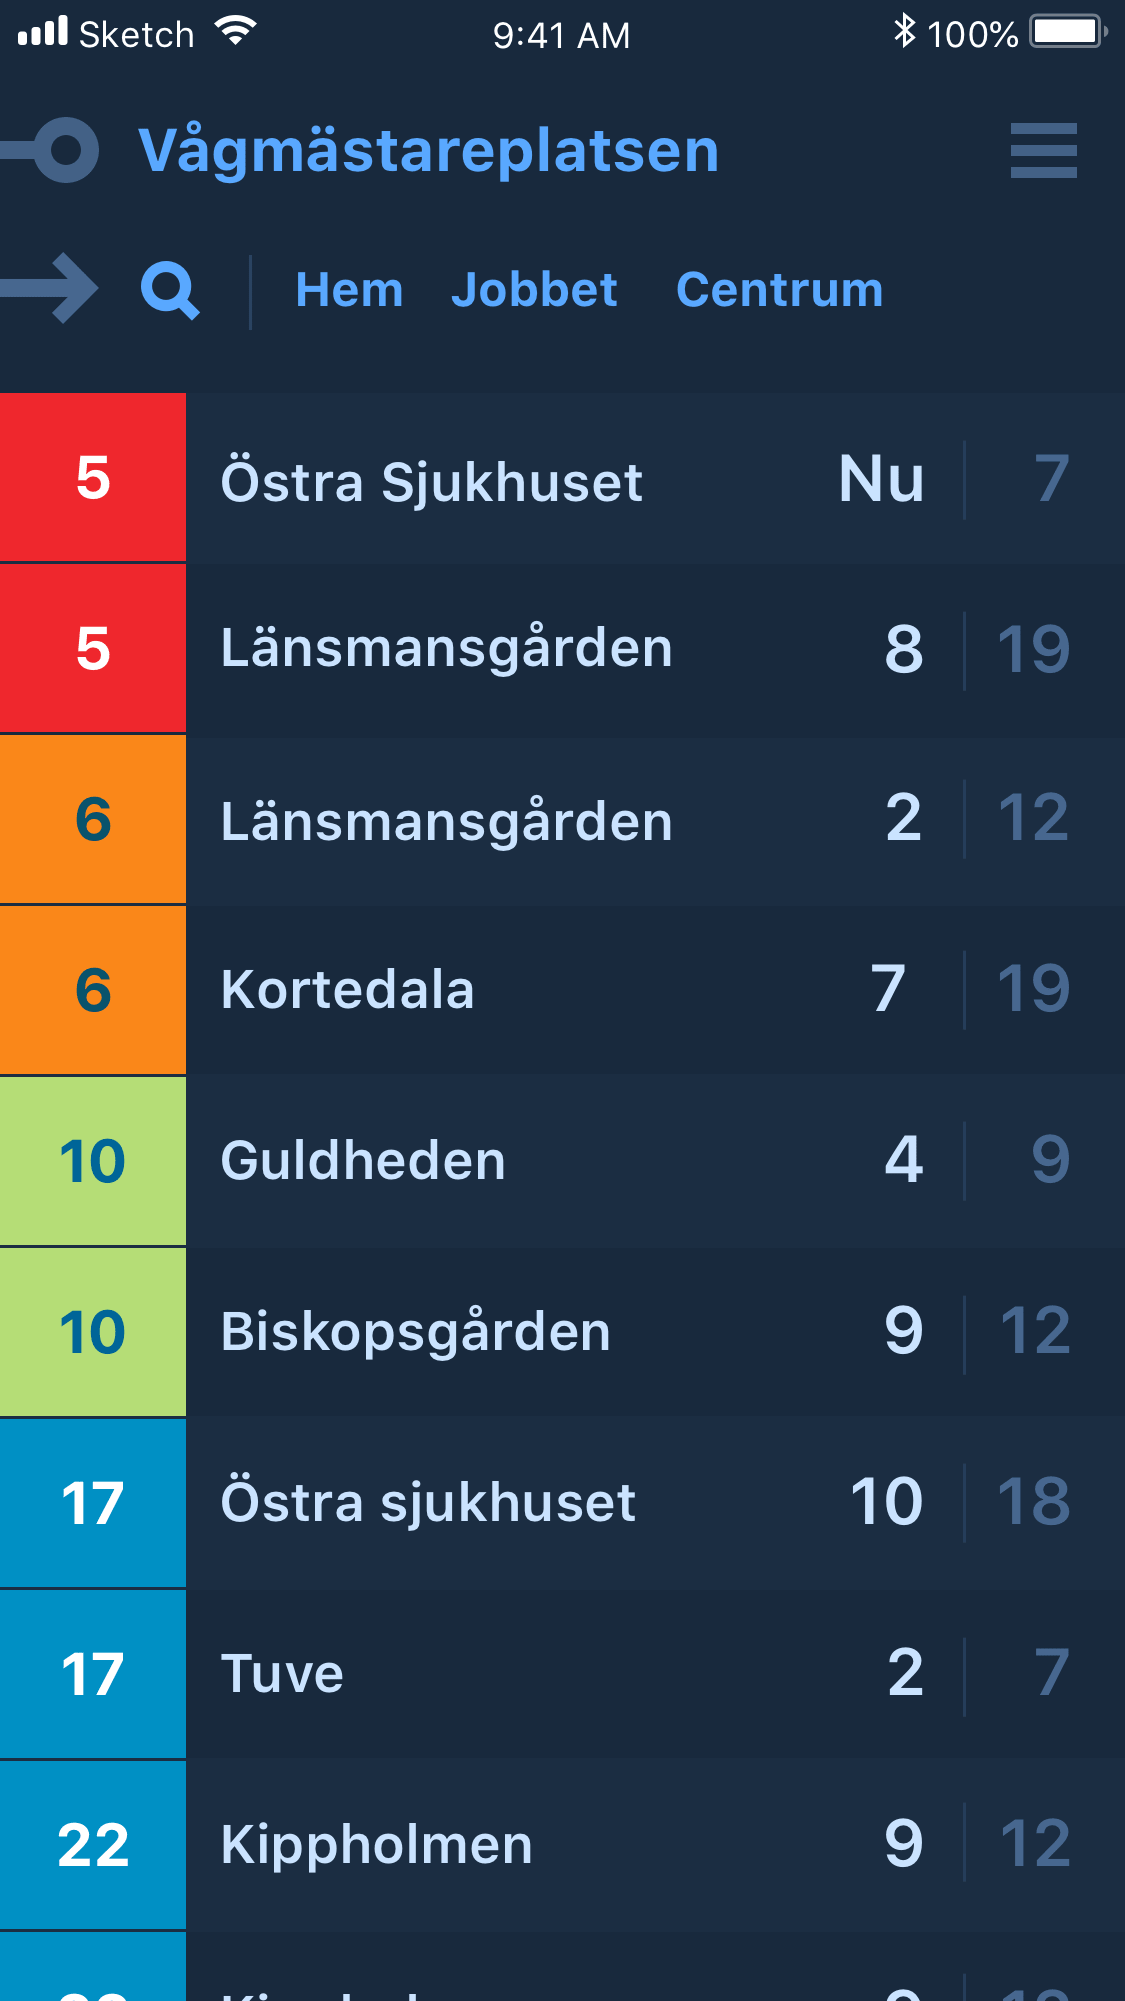 Sketch 9:41 AM 100%
Vågmästareplatsen
Hem Jobbet Centrum
5 Östra Sjukhuset Nu 7
5 Länsmansgården 8 19
6 Länsmansgården 2 12
6 Kortedala 7 19
10 Guldheden 4 9
10 Biskopsgården 9 12
17 Östra sjukhuset 10 18
17 Tuve 2 7
22 Kippholmen 9 12